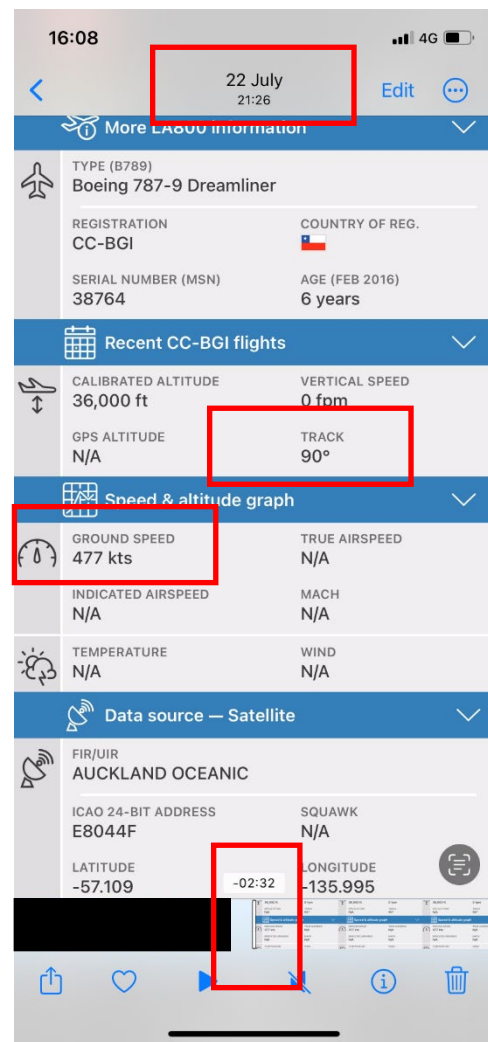 16:08
4G
22 July
21:26
Edit
More LA800 information
TYPE (B789)
Boeing 787-9 Dreamliner
REGISTRATION COUNTRY OF REG.
CC-BGI
SERIAL NUMBER (MSN) AGE (FEB 2016)
38764 6 years
Recent CC-BGI flights
CALIBRATED ALTITUDE VERTICAL SPEED
36,000 ft 0 fpm
GPS ALTITUDE TRACK
N/A 90°
Speed & altitude graph
GROUND SPEED TRUE AIRSPEED
477 kts N/A
INDICATED AIRSPEED MACH
N/A N/A
TEMPERATURE WIND
N/A N/A
Data source — Satellite
FIR/UIR
AUCKLAND OCEANIC
ICAO 24-BIT ADDRESS SQUAWK
E8044F N/A
LATITUDE LONGITUDE
-57.109 -02:32 -135.995